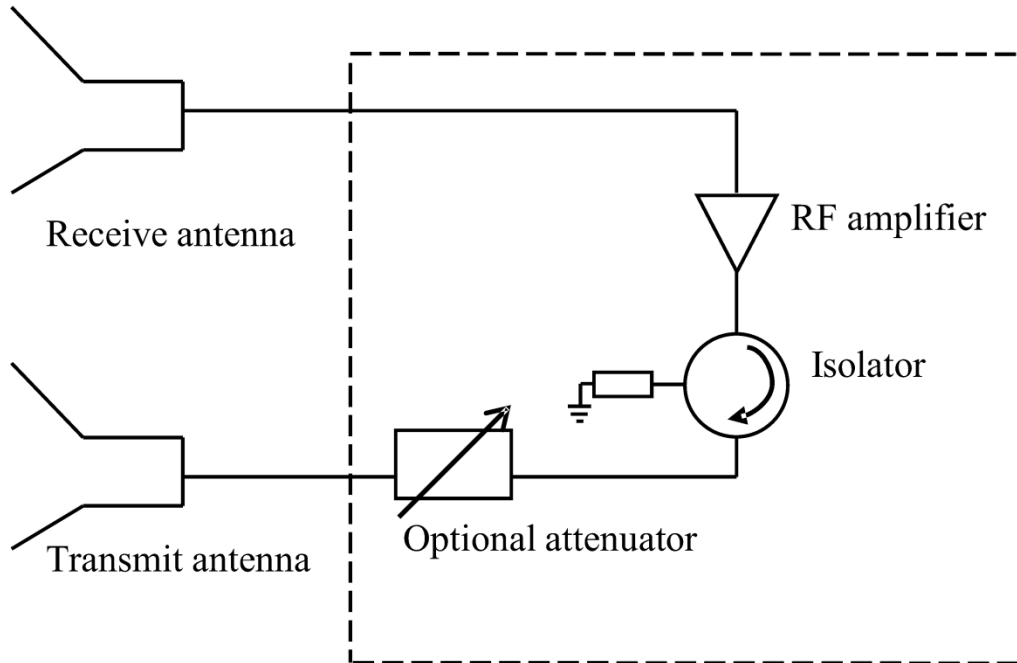 Receive antenna
RF amplifier
Isolator
Optional attenuator
Transmit antenna